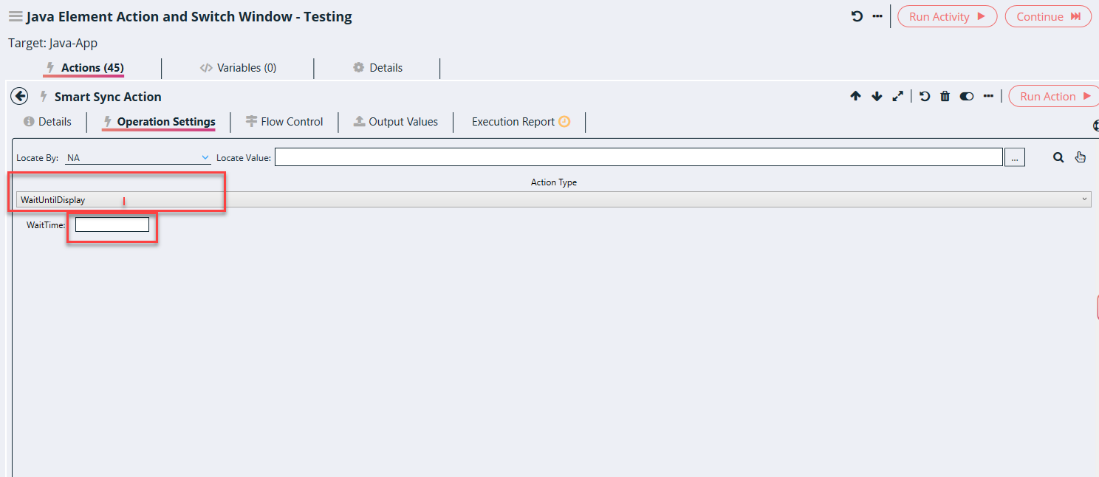 Java Element Action and Switch Window - Testing
Run Activity
Continue
Target: Java-App
Actions (45)
Variables (0)
Details
Smart Sync Action
Run Action
Details
Operation Settings
Flow Control
Output Values
Execution Report
Locate By: NA
Locate Value:
...
Action Type
WaitUntilDisplay
WaitTime: